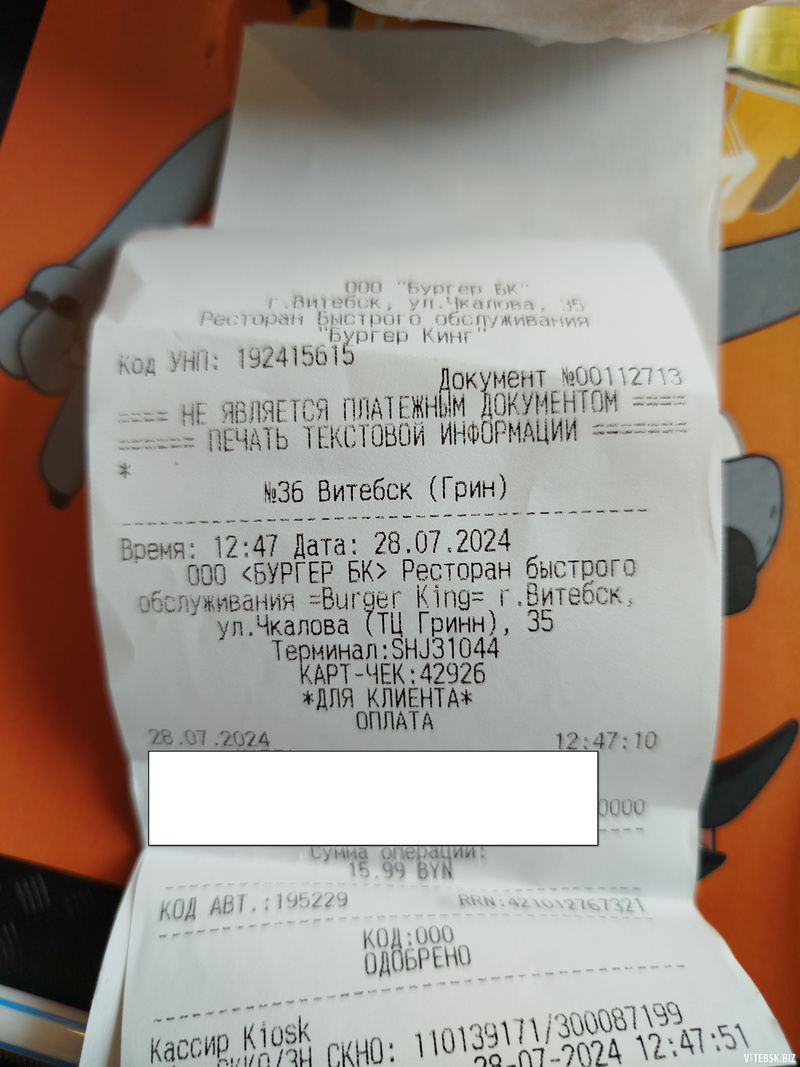 ООО "Бургер БК"
г.Витебск, ул.Чкалова, 35
Ресторан Быстрого обслуживания
"Бургер Кинг"
Код УНП: 192415615
Документ №00112713
==== НЕ ЯВЛЯЕТСЯ ПЛАТЕЖНЫМ ДОКУМЕНТОМ ====
====== ПЕЧАТЬ ТЕКСТОВОЙ ИНФОРМАЦИИ =======
*
№36 Витебск (Грин)
Время: 12:47 Дата: 28.07.2024
ООО <БУРГЕР БК> Ресторан быстрого
обслуживания =Burger King= г.Витебск,
ул.Чкалова (ТЦ Гринн), 35
Терминал:SHJ31044
КАРТ-ЧЕК:42926
*ДЛЯ КЛИЕНТА*
ОПЛАТА
28.07.2024 12:47:10
0000
Сумма операции:
15.99 BYN
КОД АВТ.:195229 RRN:421012767321
КОД:000
ОДОБРЕНО
Кассир Kiosk
СКНО: 110139171/300087199
28-07-2024 12:47:51
VITEBSK.BIZ